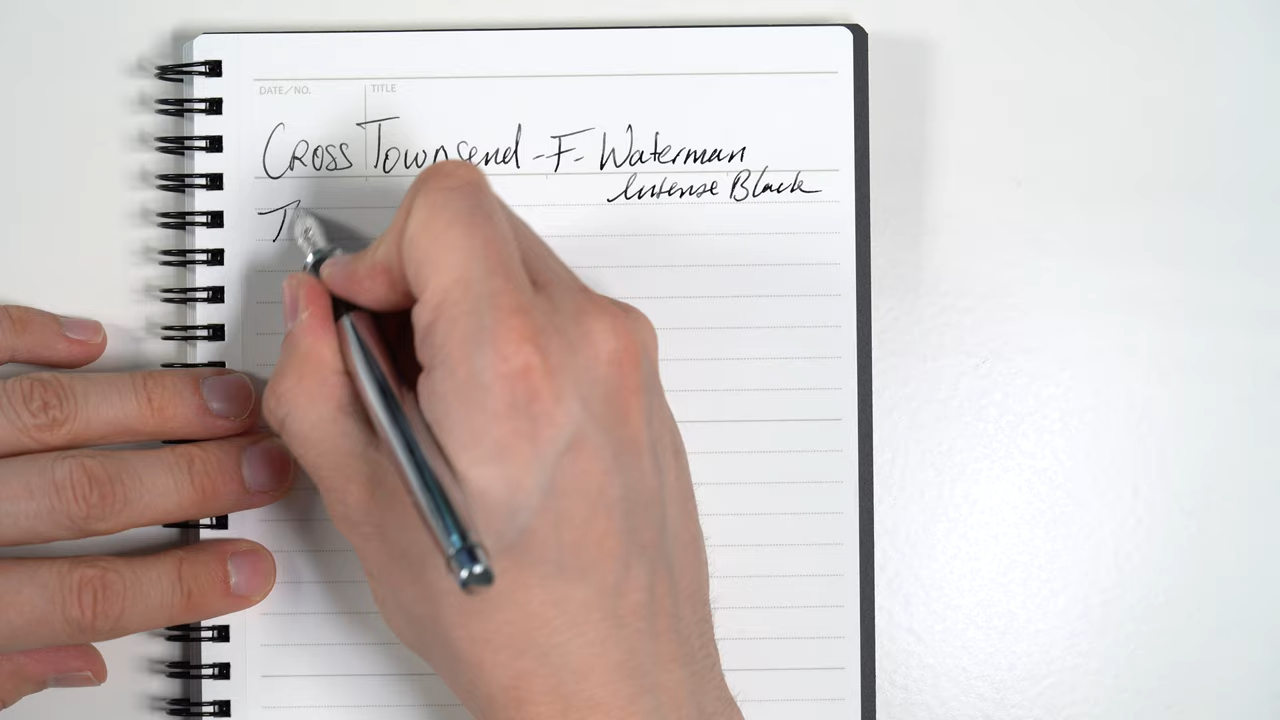 DATE/NO. TITLE
Cross Townsend -F- Waterman
Intense Black
T